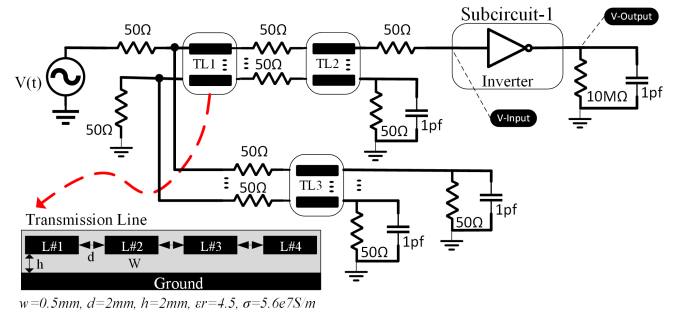 Subcircuit-1
V-Output
50Ω
50Ω
50Ω
V(t)
TL1
50Ω
TL2
Inverter
50Ω
50Ω
1pf
10MΩ
1pf
V-Input
50Ω
50Ω
50Ω
TL3
1pf
50Ω
1pf
50Ω
Transmission Line
L#1
L#2
L#3
L#4
d
W
h
Ground
w=0.5mm, d=2mm, h=2mm, εr=4.5, σ=5.6e7S/m